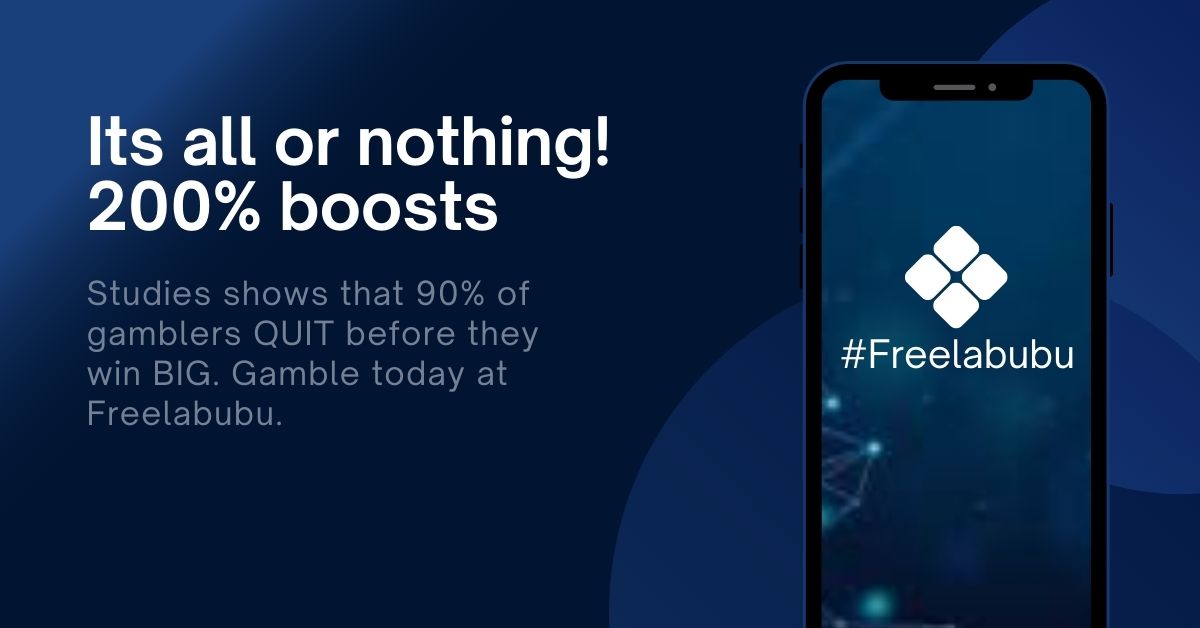 Its all or nothing!
200% boosts
Studies shows that 90% of
gamblers QUIT before they
win BIG. Gamble today at
Freelabubu.
#Freelabubu